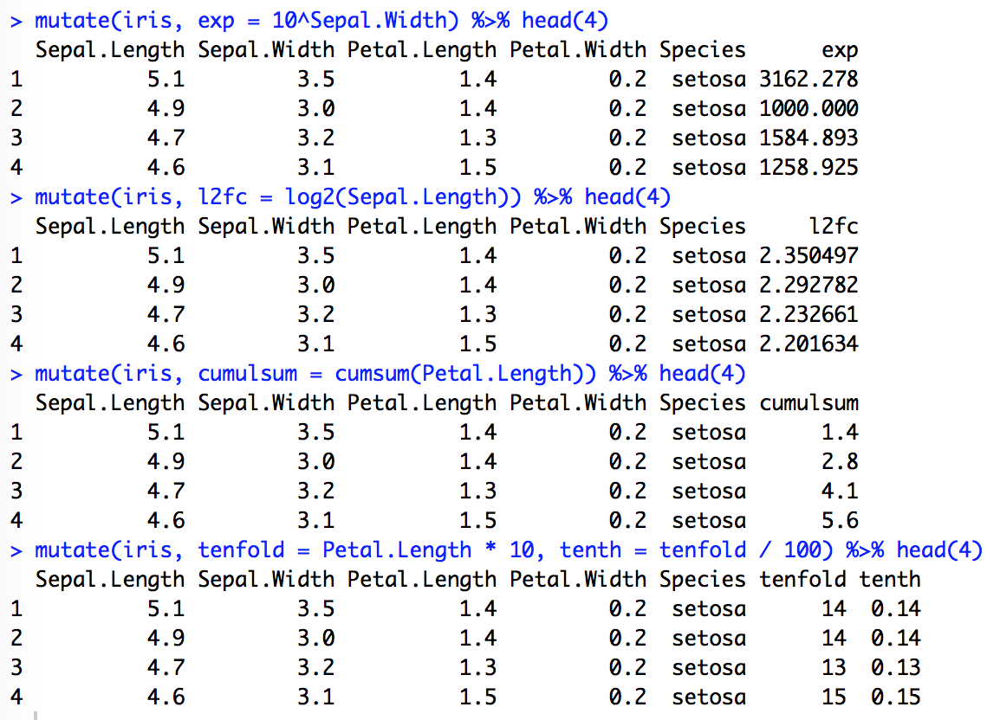 > mutate(iris, exp = 10^Sepal.Width) %>% head(4)
  Sepal.Length Sepal.Width Petal.Length Petal.Width Species      exp
1          5.1         3.5          1.4         0.2  setosa 3162.278
2          4.9         3.0          1.4         0.2  setosa 1000.000
3          4.7         3.2          1.3         0.2  setosa 1584.893
4          4.6         3.1          1.5         0.2  setosa 1258.925
> mutate(iris, l2fc = log2(Sepal.Length)) %>% head(4)
  Sepal.Length Sepal.Width Petal.Length Petal.Width Species     l2fc
1          5.1         3.5          1.4         0.2  setosa 2.350497
2          4.9         3.0          1.4         0.2  setosa 2.292782
3          4.7         3.2          1.3         0.2  setosa 2.232661
4          4.6         3.1          1.5         0.2  setosa 2.201634
> mutate(iris, cumulsum = cumsum(Petal.Length)) %>% head(4)
  Sepal.Length Sepal.Width Petal.Length Petal.Width Species cumulsum
1          5.1         3.5          1.4         0.2  setosa      1.4
2          4.9         3.0          1.4         0.2  setosa      2.8
3          4.7         3.2          1.3         0.2  setosa      4.1
4          4.6         3.1          1.5         0.2  setosa      5.6
> mutate(iris, tenfold = Petal.Length * 10, tenth = tenfold / 100) %>% head(4)
  Sepal.Length Sepal.Width Petal.Length Petal.Width Species tenfold tenth
1          5.1         3.5          1.4         0.2  setosa      14  0.14
2          4.9         3.0          1.4         0.2  setosa      14  0.14
3          4.7         3.2          1.3         0.2  setosa      13  0.13
4          4.6         3.1          1.5         0.2  setosa      15  0.15